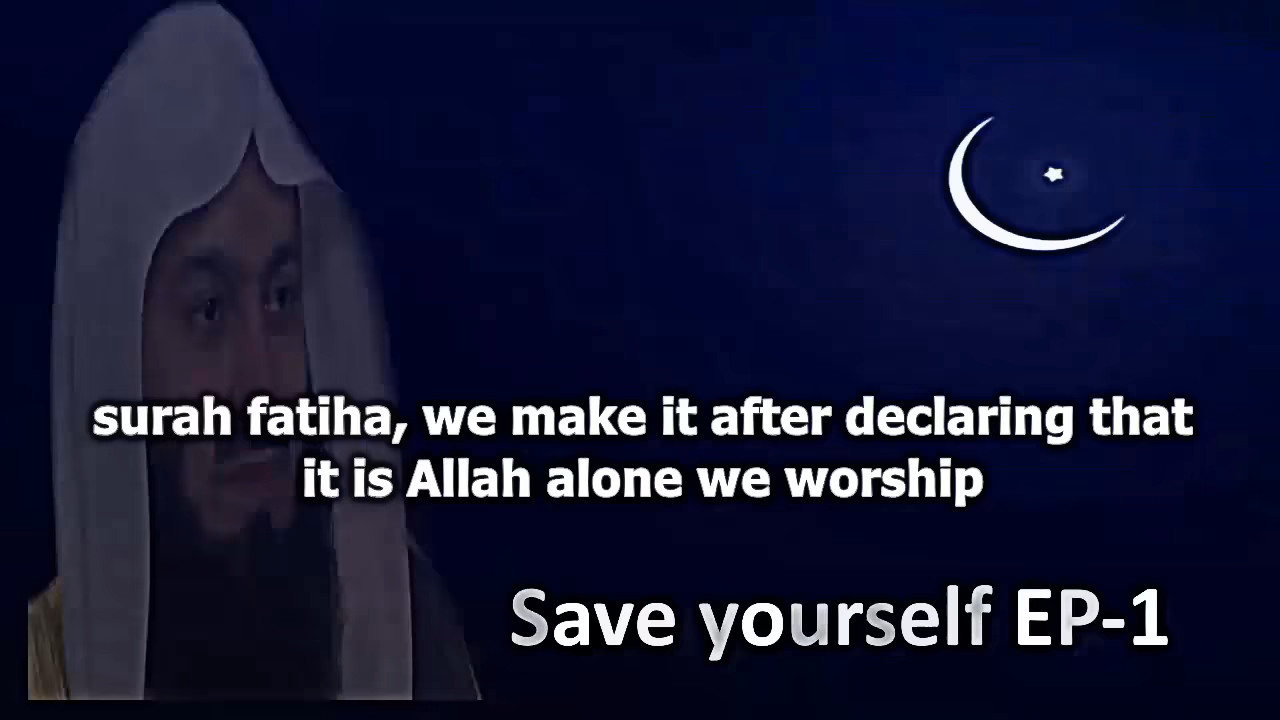 surah fatiha, we make it after declaring that
it is Allah alone we worship
Save yourself EP-1